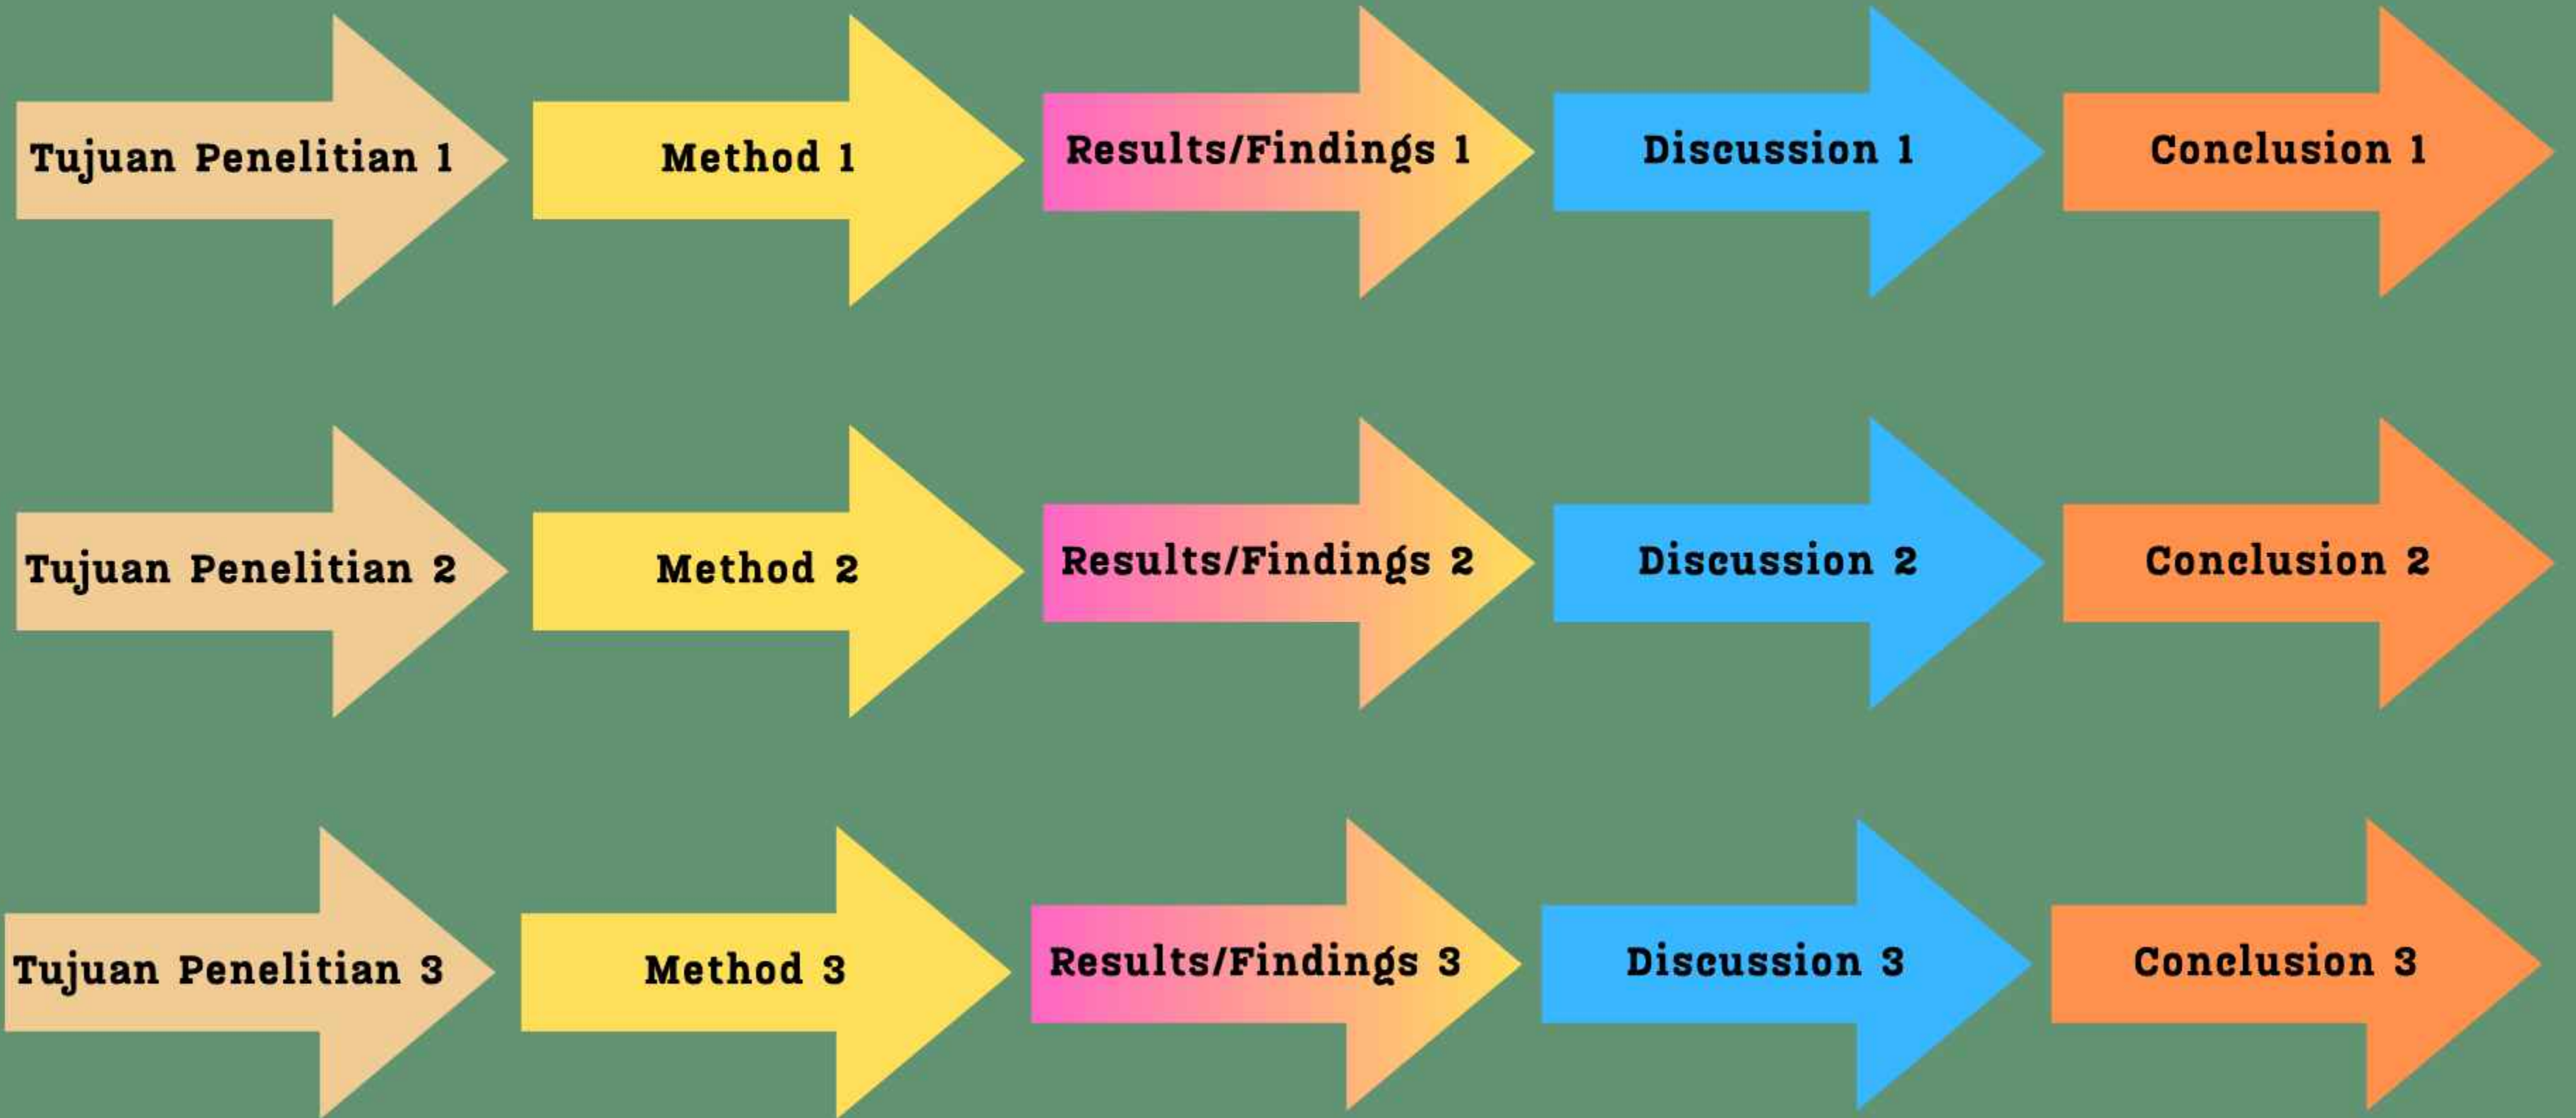 Tujuan Penelitian 1
Method 1
Results/Findings 1
Discussion 1
Conclusion 1
Tujuan Penelitian 2
Method 2
Results/Findings 2
Discussion 2
Conclusion 2
Tujuan Penelitian 3
Method 3
Results/Findings 3
Discussion 3
Conclusion 3